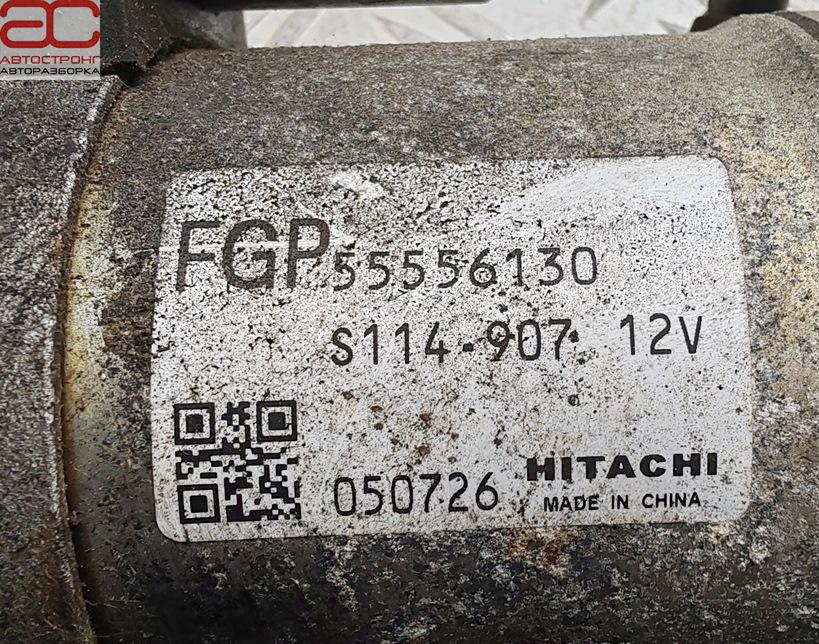 АС
АВТОСТРОНГ
АВТОРАЗБОРКА
FGP 55556130
S114-907 12V
050726 HITACHI
MADE IN CHINA